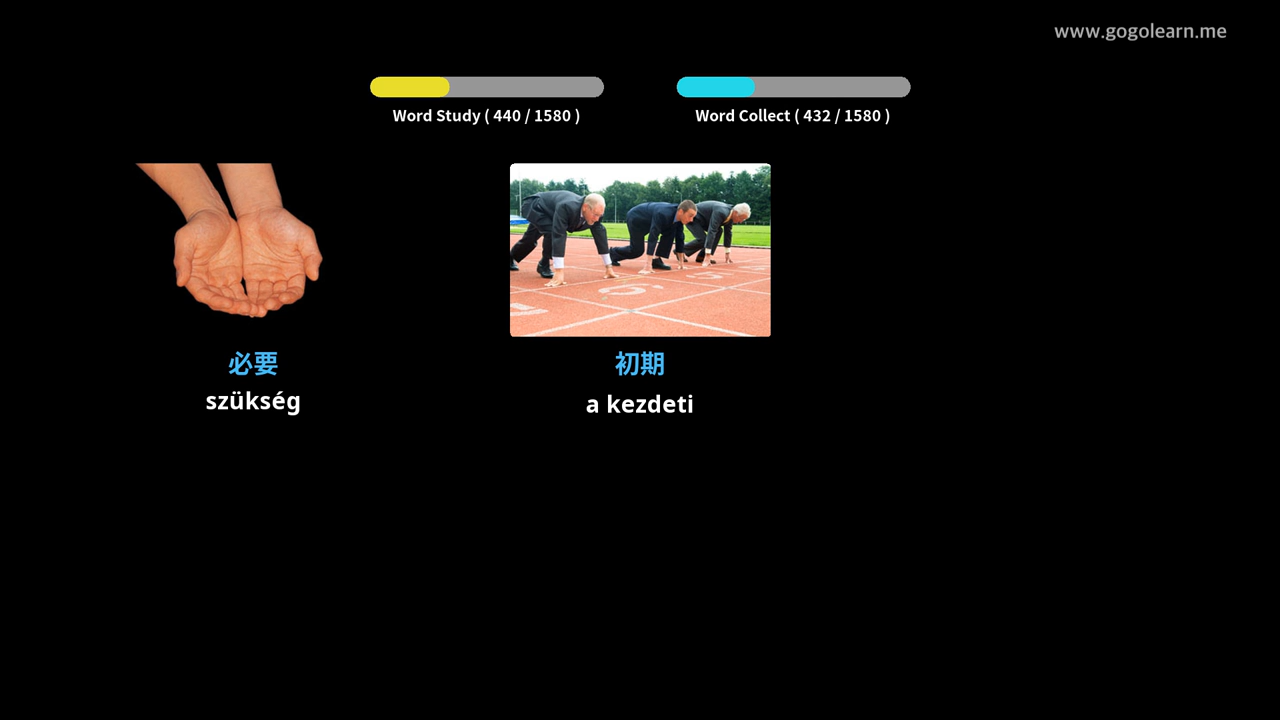 www.gogolearn.me
Word Study ( 440 / 1580 )
Word Collect ( 432 / 1580 )
必要
szükség
初期
a kezdeti